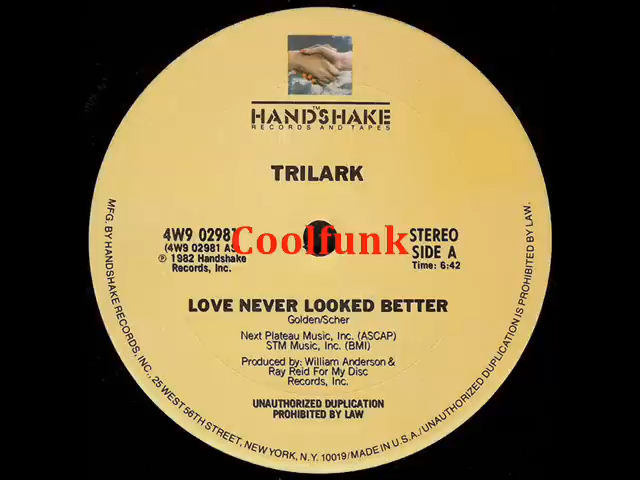 HANDSHAKE
TM
RECORDS AND TAPES
TRILARK
4W9 02981
(4W9 02981 AS
℗ 1982 Handshake
Records, Inc.
Coolfunk
STEREO
SIDE A
Time: 6:42
LOVE NEVER LOOKED BETTER
Golden/Scher
Next Plateau Music, Inc. (ASCAP)
STM Music, Inc. (BMI)
Produced by: William Anderson &
Ray Reid For My Disc
Records, Inc.
UNAUTHORIZED DUPLICATION
PROHIBITED BY LAW
MFG. BY HANDSHAKE RECORDS, INC., 25 WEST 56TH STREET, NEW YORK, N.Y. 10019/MADE IN U.S.A./UNAUTHORIZED DUPLICATION IS PROHIBITED BY LAW.